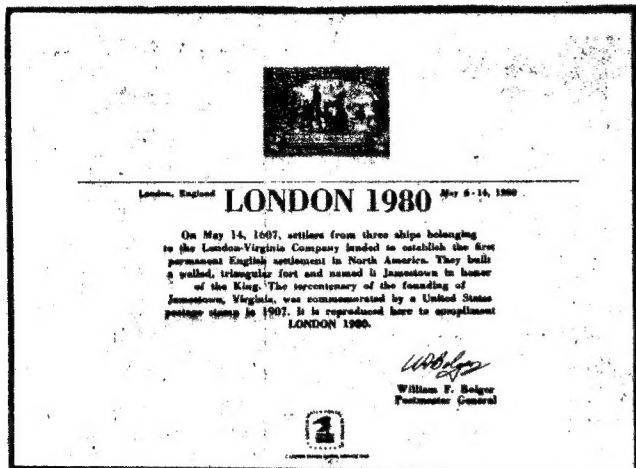 London, England
LONDON 1980
May 6-14, 1980
On May 14, 1607, settlers from three ships belonging
to the London-Virginia Company landed to establish the first
permanent English settlement in North America. They built
a walled, triangular fort and named it Jamestown in honor
of the King. The tercentenary of the founding of
Jamestown, Virginia, was commemorated by a United States
postage stamp in 1907. It is reproduced here to compliment
LONDON 1980.
William F. Bolger
Postmaster General